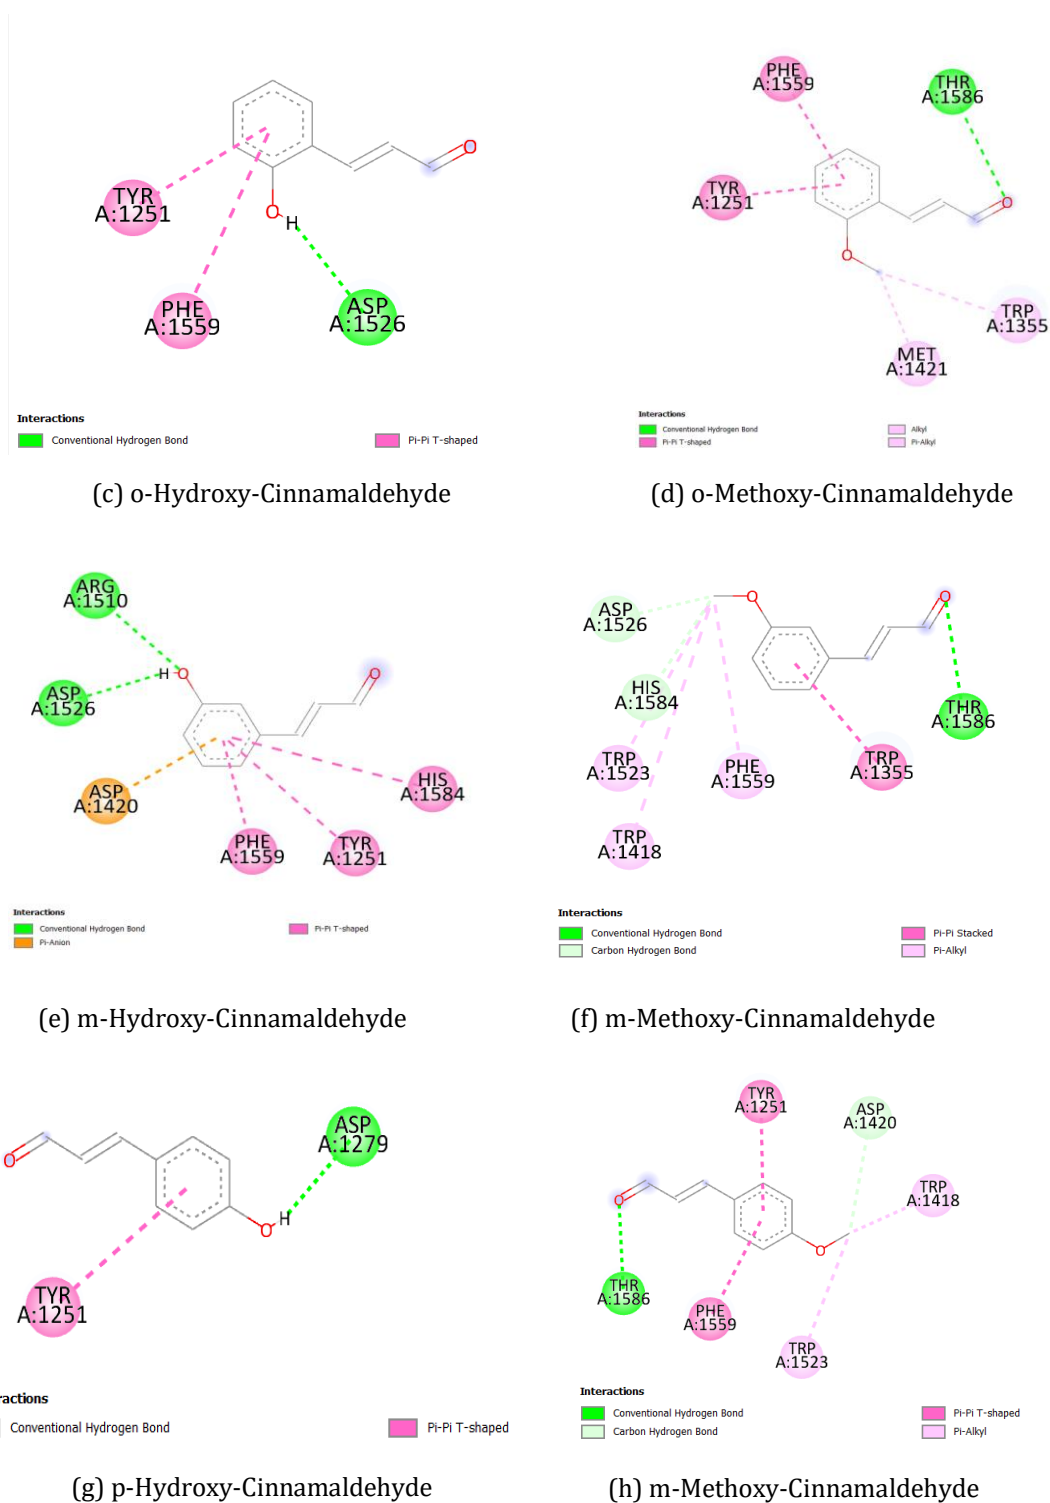 TYR
A:1251
PHE
A:1559
ASP
A:1526
O
H
O
Interactions
Conventional Hydrogen Bond
Pi-Pi T-shaped
(c) o-Hydroxy-Cinnamaldehyde
PHE
A:1559
THR
A:1586
TYR
A:1251
O
O
TRP
A:1355
MET
A:1421
Interactions
Conventional Hydrogen Bond
Pi-Pi T-shaped
Alkyl
Pi-Alkyl
(d) o-Methoxy-Cinnamaldehyde
ARG
A:1510
H
O
O
ASP
A:1526
ASP
A:1420
PHE
A:1559
TYR
A:1251
HIS
A:1584
Interactions
Conventional Hydrogen Bond
Pi-Anion
Pi-Pi T-shaped
(e) m-Hydroxy-Cinnamaldehyde
O
O
ASP
A:1526
HIS
A:1584
TRP
A:1523
PHE
A:1559
TRP
A:1355
THR
A:1586
TRP
A:1418
Interactions
Conventional Hydrogen Bond
Carbon Hydrogen Bond
Pi-Pi Stacked
Pi-Alkyl
(f) m-Methoxy-Cinnamaldehyde
ASP
A:1279
O
O
H
TYR
A:1251
ractions
Conventional Hydrogen Bond
Pi-Pi T-shaped
(g) p-Hydroxy-Cinnamaldehyde
TYR
A:1251
ASP
A:1420
TRP
A:1418
O
O
THR
A:1586
PHE
A:1559
TRP
A:1523
Interactions
Conventional Hydrogen Bond
Carbon Hydrogen Bond
Pi-Pi T-shaped
Pi-Alkyl
(h) m-Methoxy-Cinnamaldehyde